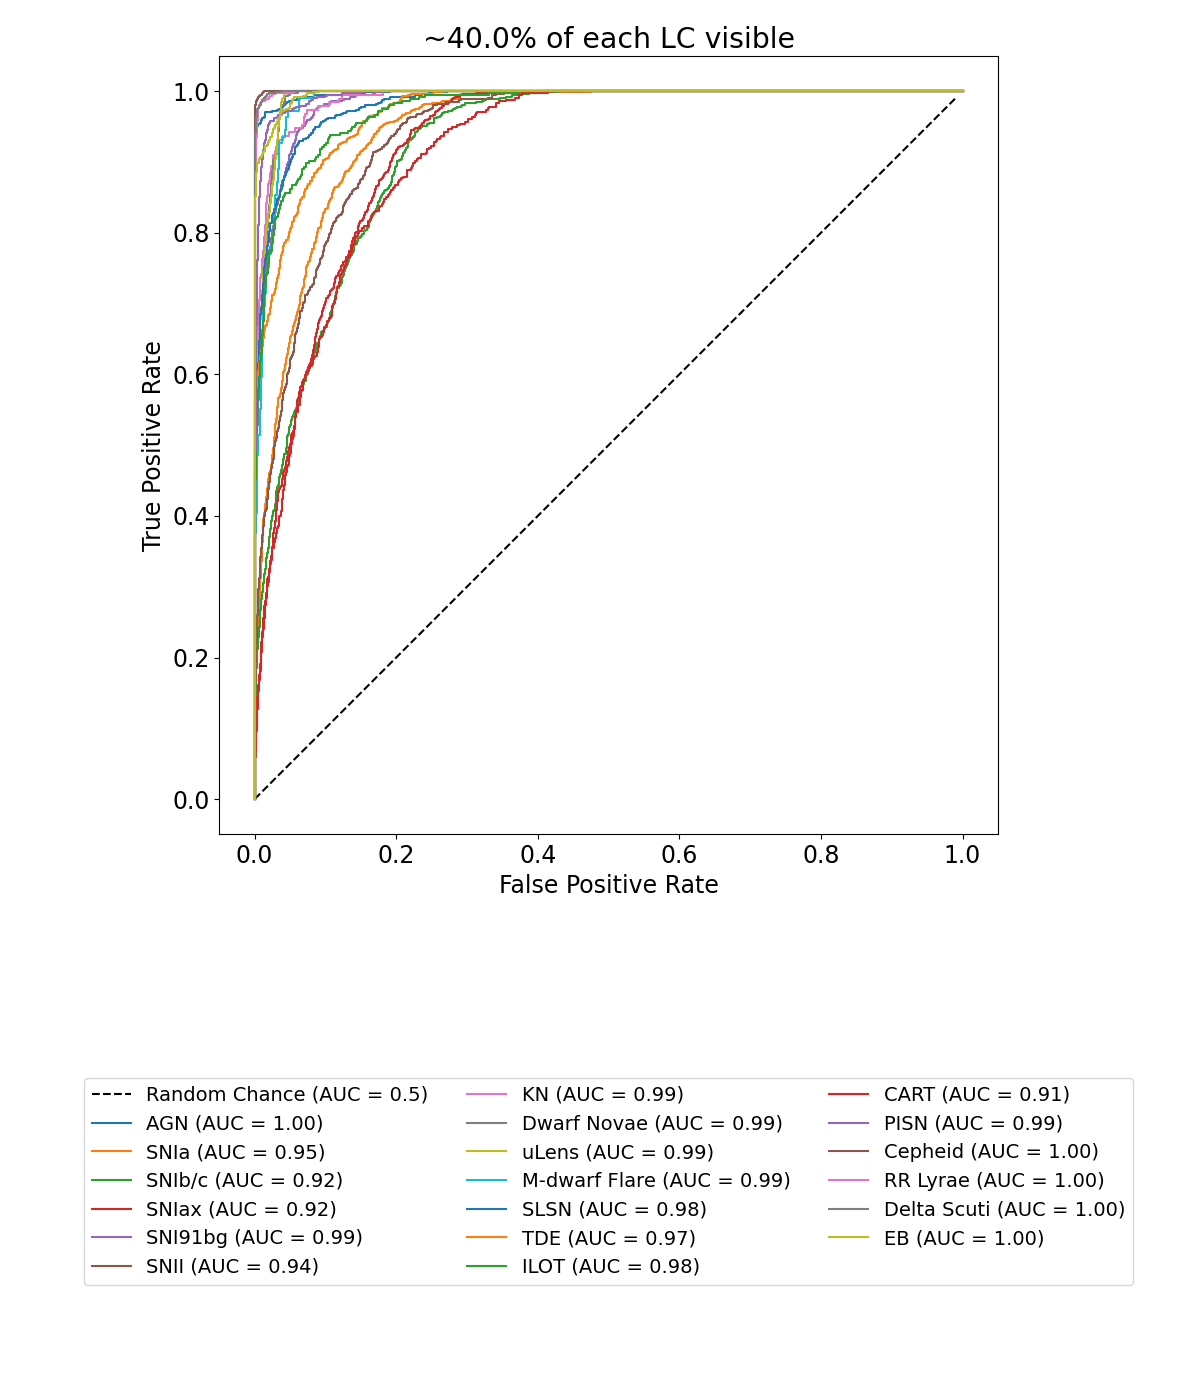 ~40.0% of each LC visible
1.0
0.8
0.6
0.4
0.2
0.0
True Positive Rate
0.0 0.2 0.4 0.6 0.8 1.0
False Positive Rate
Random Chance (AUC = 0.5)
AGN (AUC = 1.00)
SNIa (AUC = 0.95)
SNIb/c (AUC = 0.92)
SNIax (AUC = 0.92)
SNI91bg (AUC = 0.99)
SNII (AUC = 0.94)
KN (AUC = 0.99)
Dwarf Novae (AUC = 0.99)
uLens (AUC = 0.99)
M-dwarf Flare (AUC = 0.99)
SLSN (AUC = 0.98)
TDE (AUC = 0.97)
ILOT (AUC = 0.98)
CART (AUC = 0.91)
PISN (AUC = 0.99)
Cepheid (AUC = 1.00)
RR Lyrae (AUC = 1.00)
Delta Scuti (AUC = 1.00)
EB (AUC = 1.00)